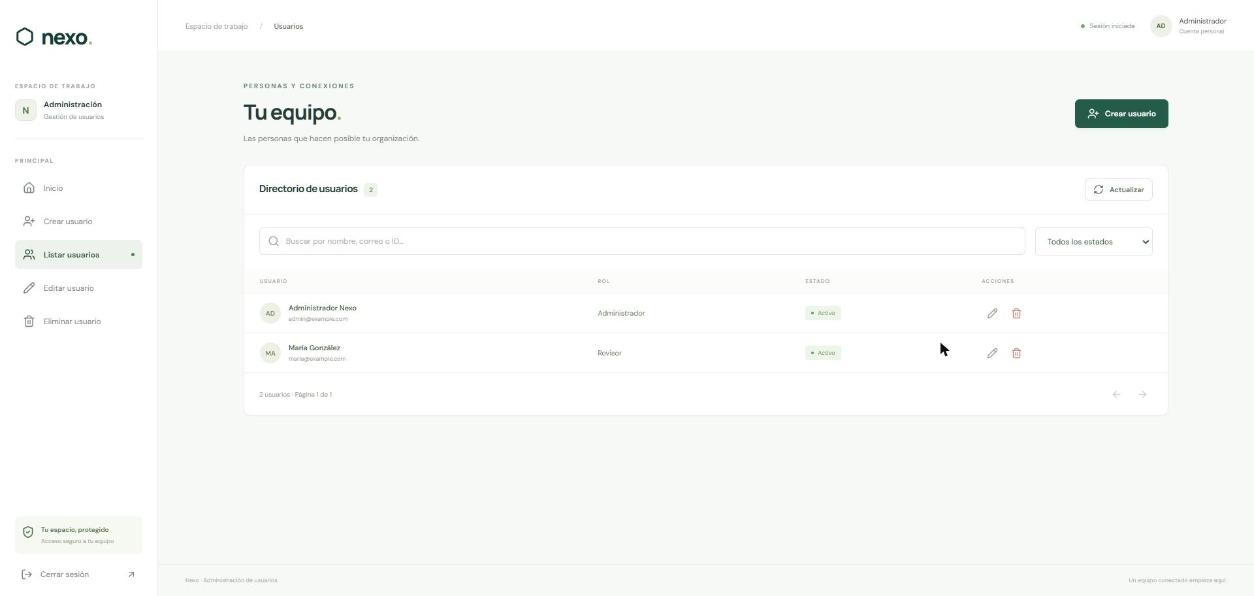 nexo.
ESPACIO DE TRABAJO
N
Administración
Gestión de usuarios
PRINCIPAL
Inicio
Crear usuario
Listar usuarios
Editar usuario
Eliminar usuario
Tu espacio, protegido
Acceso seguro a tu equipo
Cerrar sesión
Espacio de trabajo / Usuarios
Sesión iniciada
AD
Administrador
Cuenta personal
PERSONAS Y CONEXIONES
Tu equipo.
Las personas que hacen posible tu organización.
Crear usuario
Directorio de usuarios 2
Actualizar
Buscar por nombre, correo o ID...
Todos los estados
USUARIO ROL ESTADO ACCIONES
AD Administrador Nexo Administrador Activo
admin@example.com
MA María González Revisor Activo
maria@example.com
2 usuarios · Página 1 de 1
Nexo · Administración de usuarios
Un equipo conectado empieza aquí.